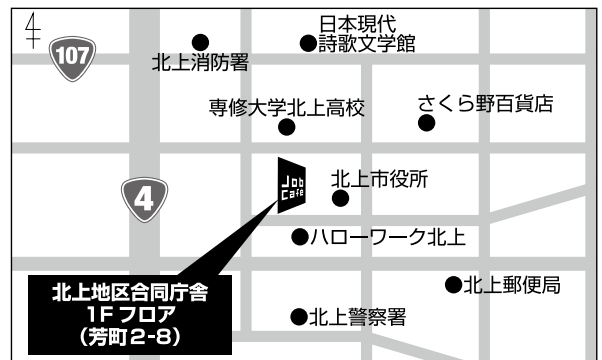 日本現代
詩歌文学館
107
北上消防署
専修大学北上高校
さくら野百貨店
4
Job
Cafe
北上市役所
ハローワーク北上
北上地区合同庁舎
1Fフロア
(芳町2-8)
北上郵便局
北上警察署